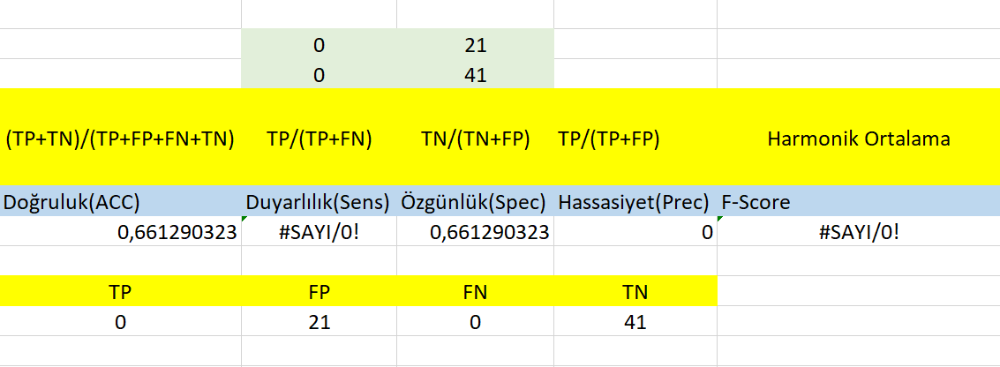 0 21
0 41
(TP+TN)/(TP+FP+FN+TN) TP/(TP+FN) TN/(TN+FP) TP/(TP+FP) Harmonik Ortalama
Doğruluk(ACC) Duyarlılık(Sens) Özgünlük(Spec) Hassasiyet(Prec) F-Score
0,661290323 #SAYI/0! 0,661290323 0 #SAYI/0!
TP FP FN TN
0 21 0 41